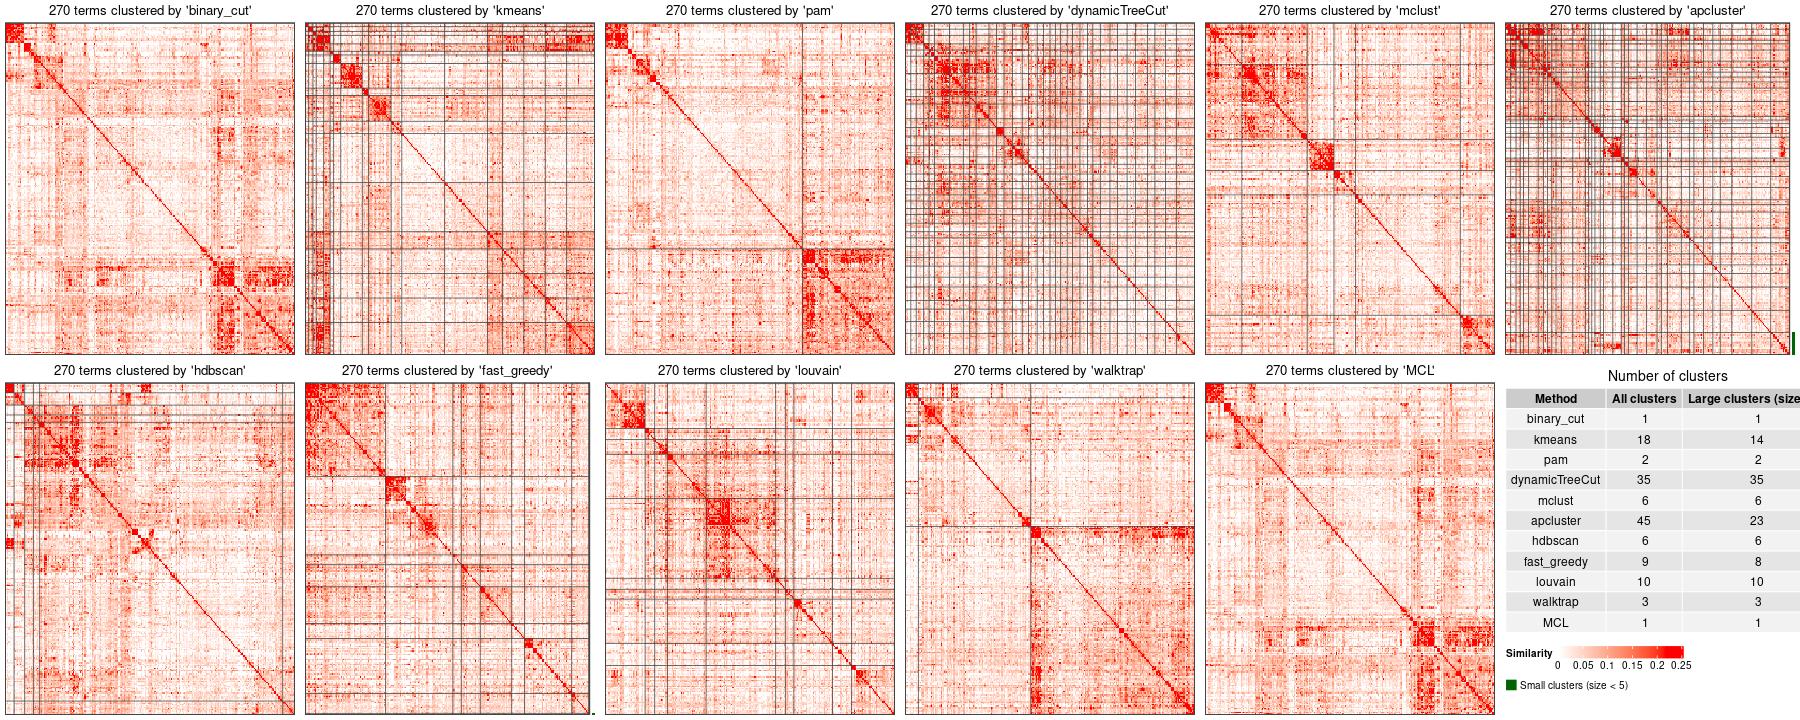 270 terms clustered by 'binary_cut'
270 terms clustered by 'kmeans'
270 terms clustered by 'pam'
270 terms clustered by 'dynamicTreeCut'
270 terms clustered by 'mclust'
270 terms clustered by 'apcluster'
270 terms clustered by 'hdbscan'
270 terms clustered by 'fast_greedy'
270 terms clustered by 'louvain'
270 terms clustered by 'walktrap'
270 terms clustered by 'MCL'
Number of clusters
Method All clusters Large clusters (size
binary_cut 1 1
kmeans 18 14
pam 2 2
dynamicTreeCut 35 35
mclust 6 6
apcluster 45 23
hdbscan 6 6
fast_greedy 9 8
louvain 10 10
walktrap 3 3
MCL 1 1
Similarity
0 0.05 0.1 0.15 0.2 0.25
Small clusters (size < 5)